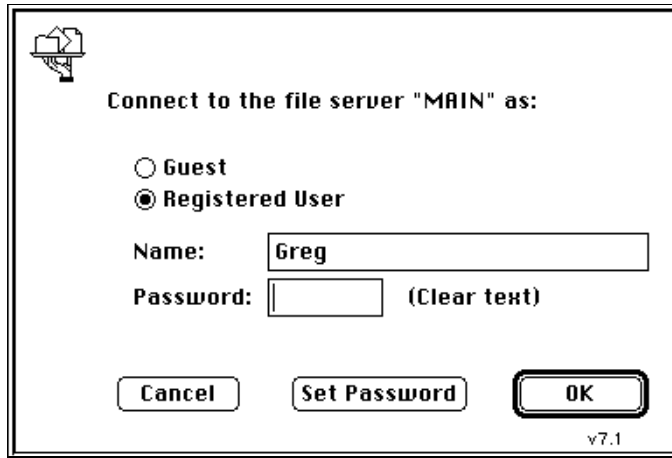 Connect to the file server "MAIN" as:
Guest
Registered User
Name: Greg
Password: (Clear text)
Cancel Set Password OK
v7.1